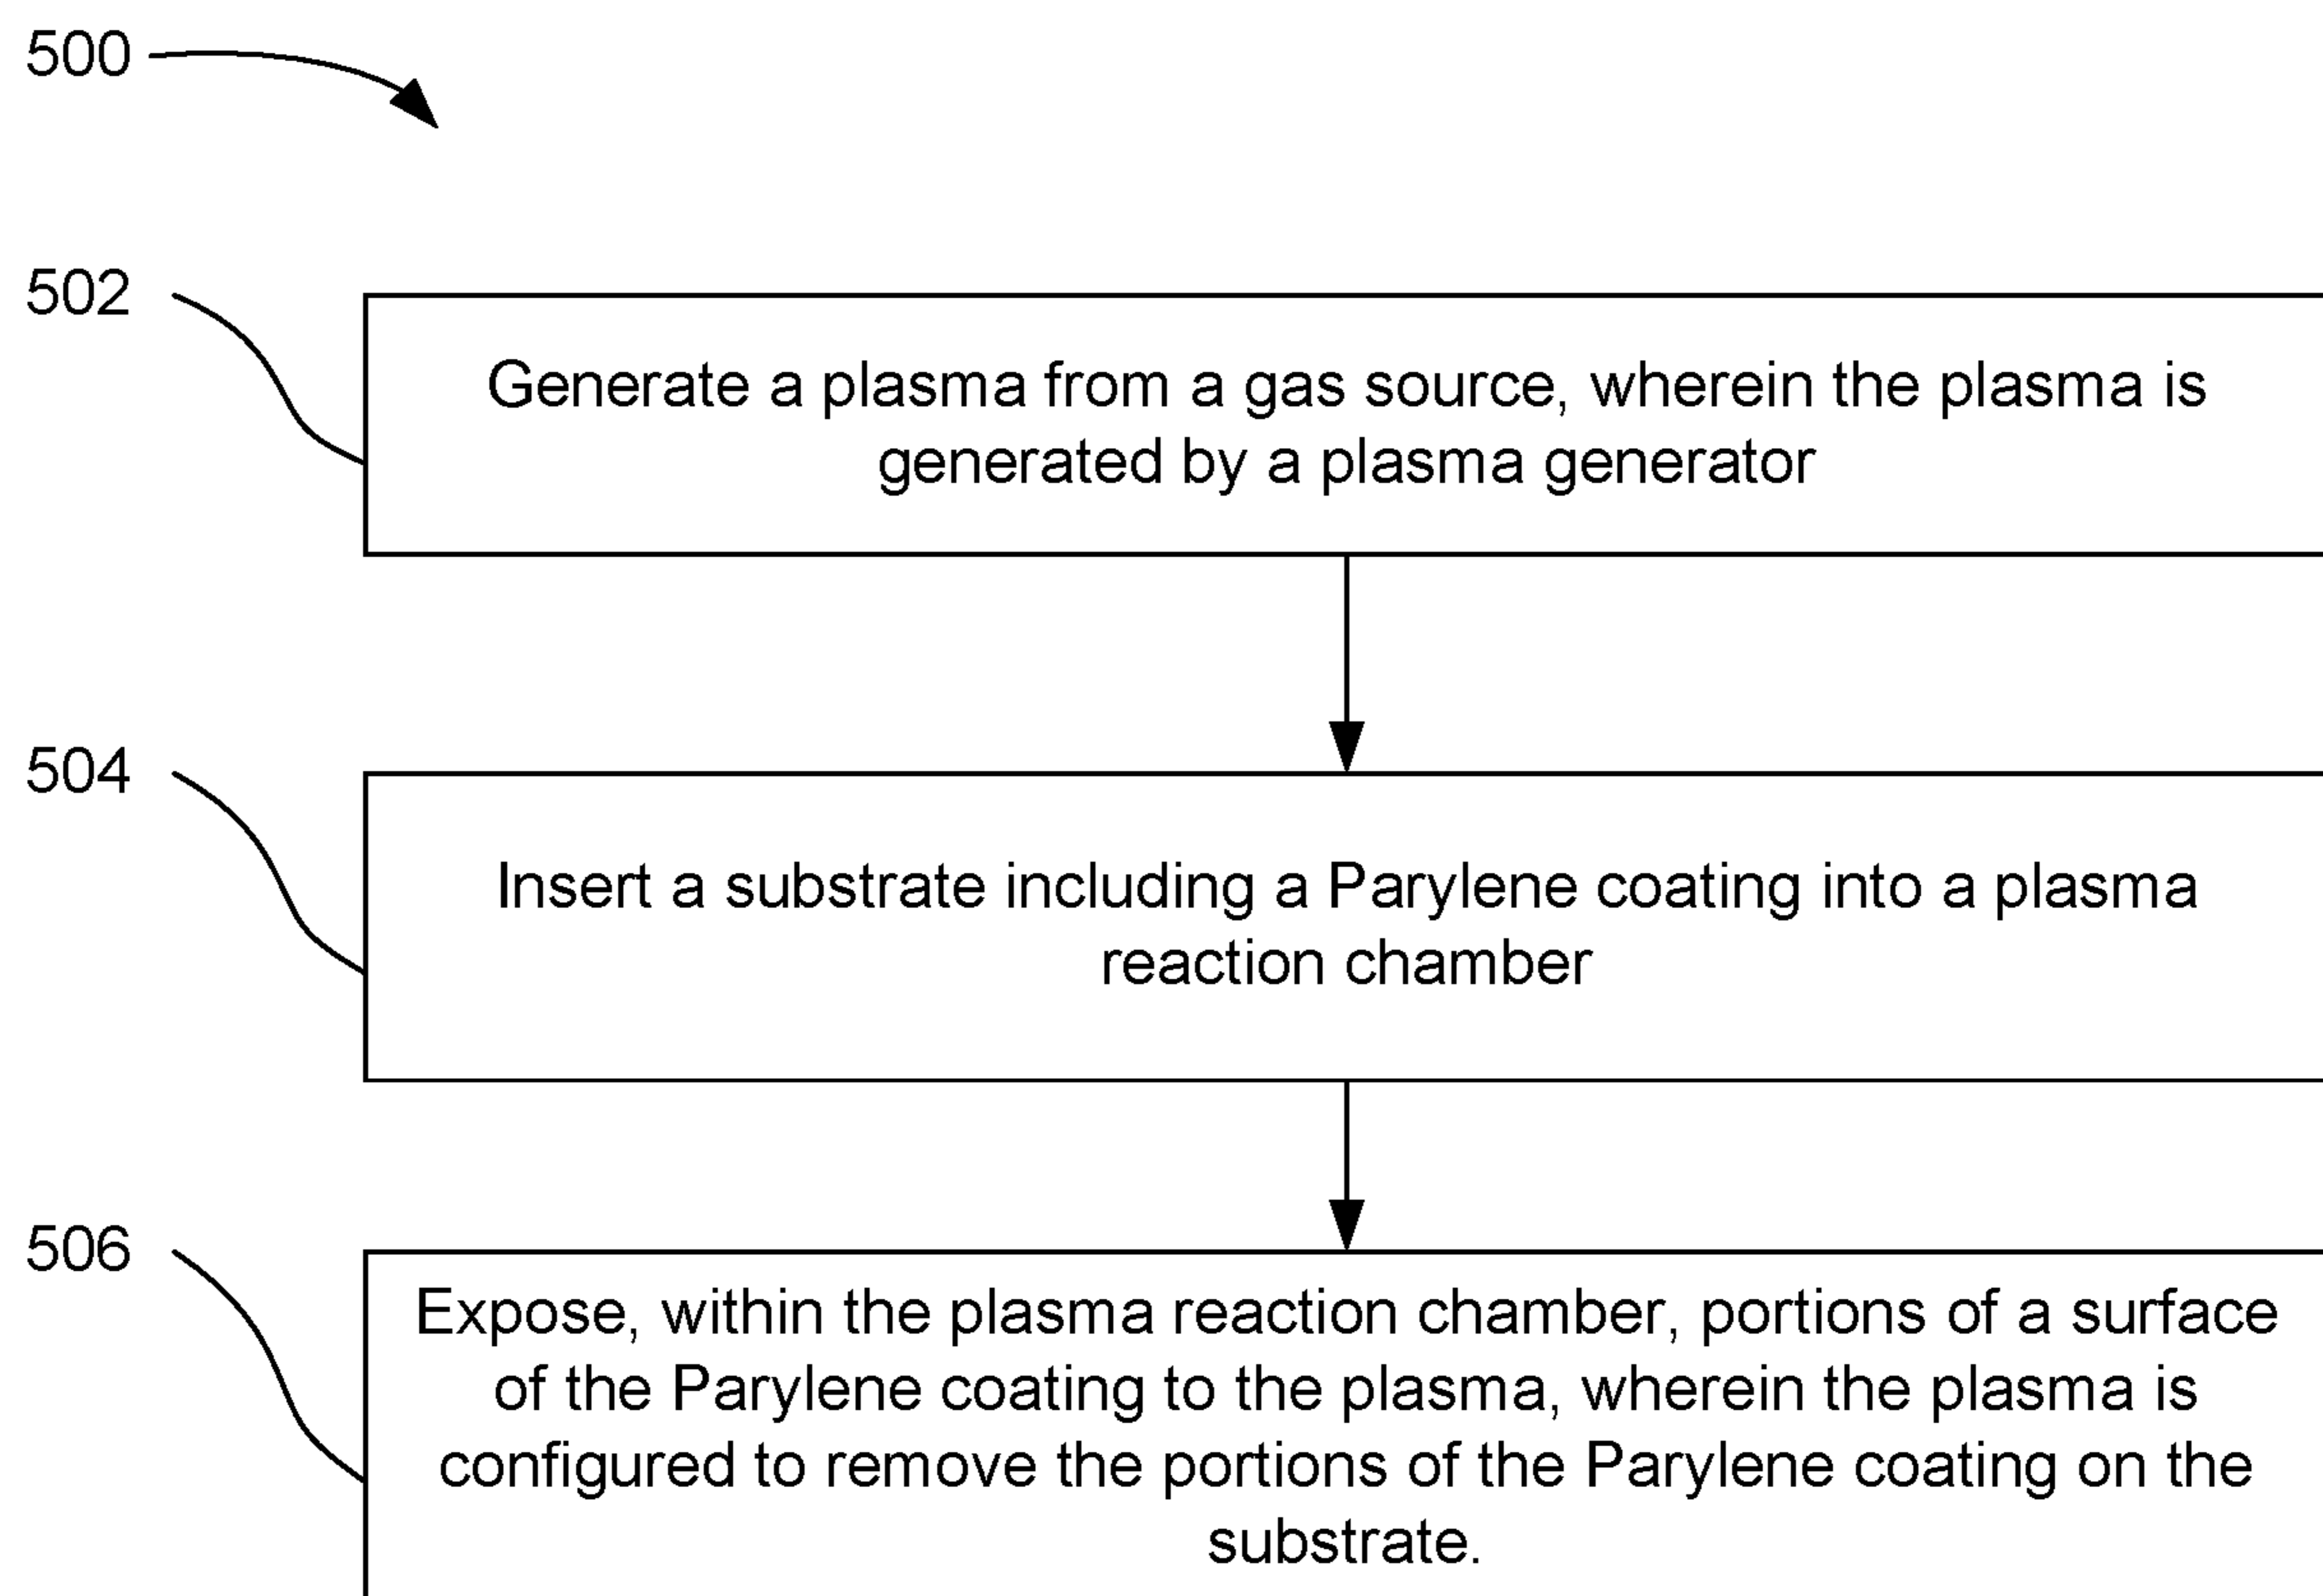 500
502
Generate a plasma from a gas source, wherein the plasma is
generated by a plasma generator
504
Insert a substrate including a Parylene coating into a plasma
reaction chamber
506
Expose, within the plasma reaction chamber, portions of a surface
of the Parylene coating to the plasma, wherein the plasma is
configured to remove the portions of the Parylene coating on the
substrate.